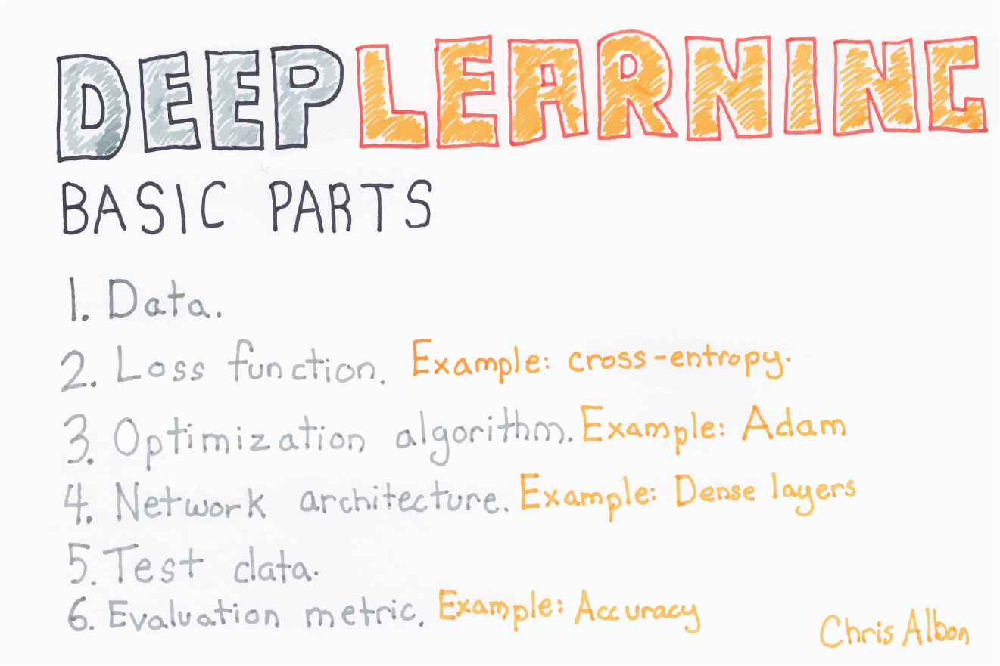 DEEP LEARNING
BASIC PARTS
1. Data.
2. Loss function. Example: cross-entropy.
3. Optimization algorithm. Example: Adam
4. Network architecture. Example: Dense layers
5. Test data.
6. Evaluation metric. Example: Accuracy
Chris Albon